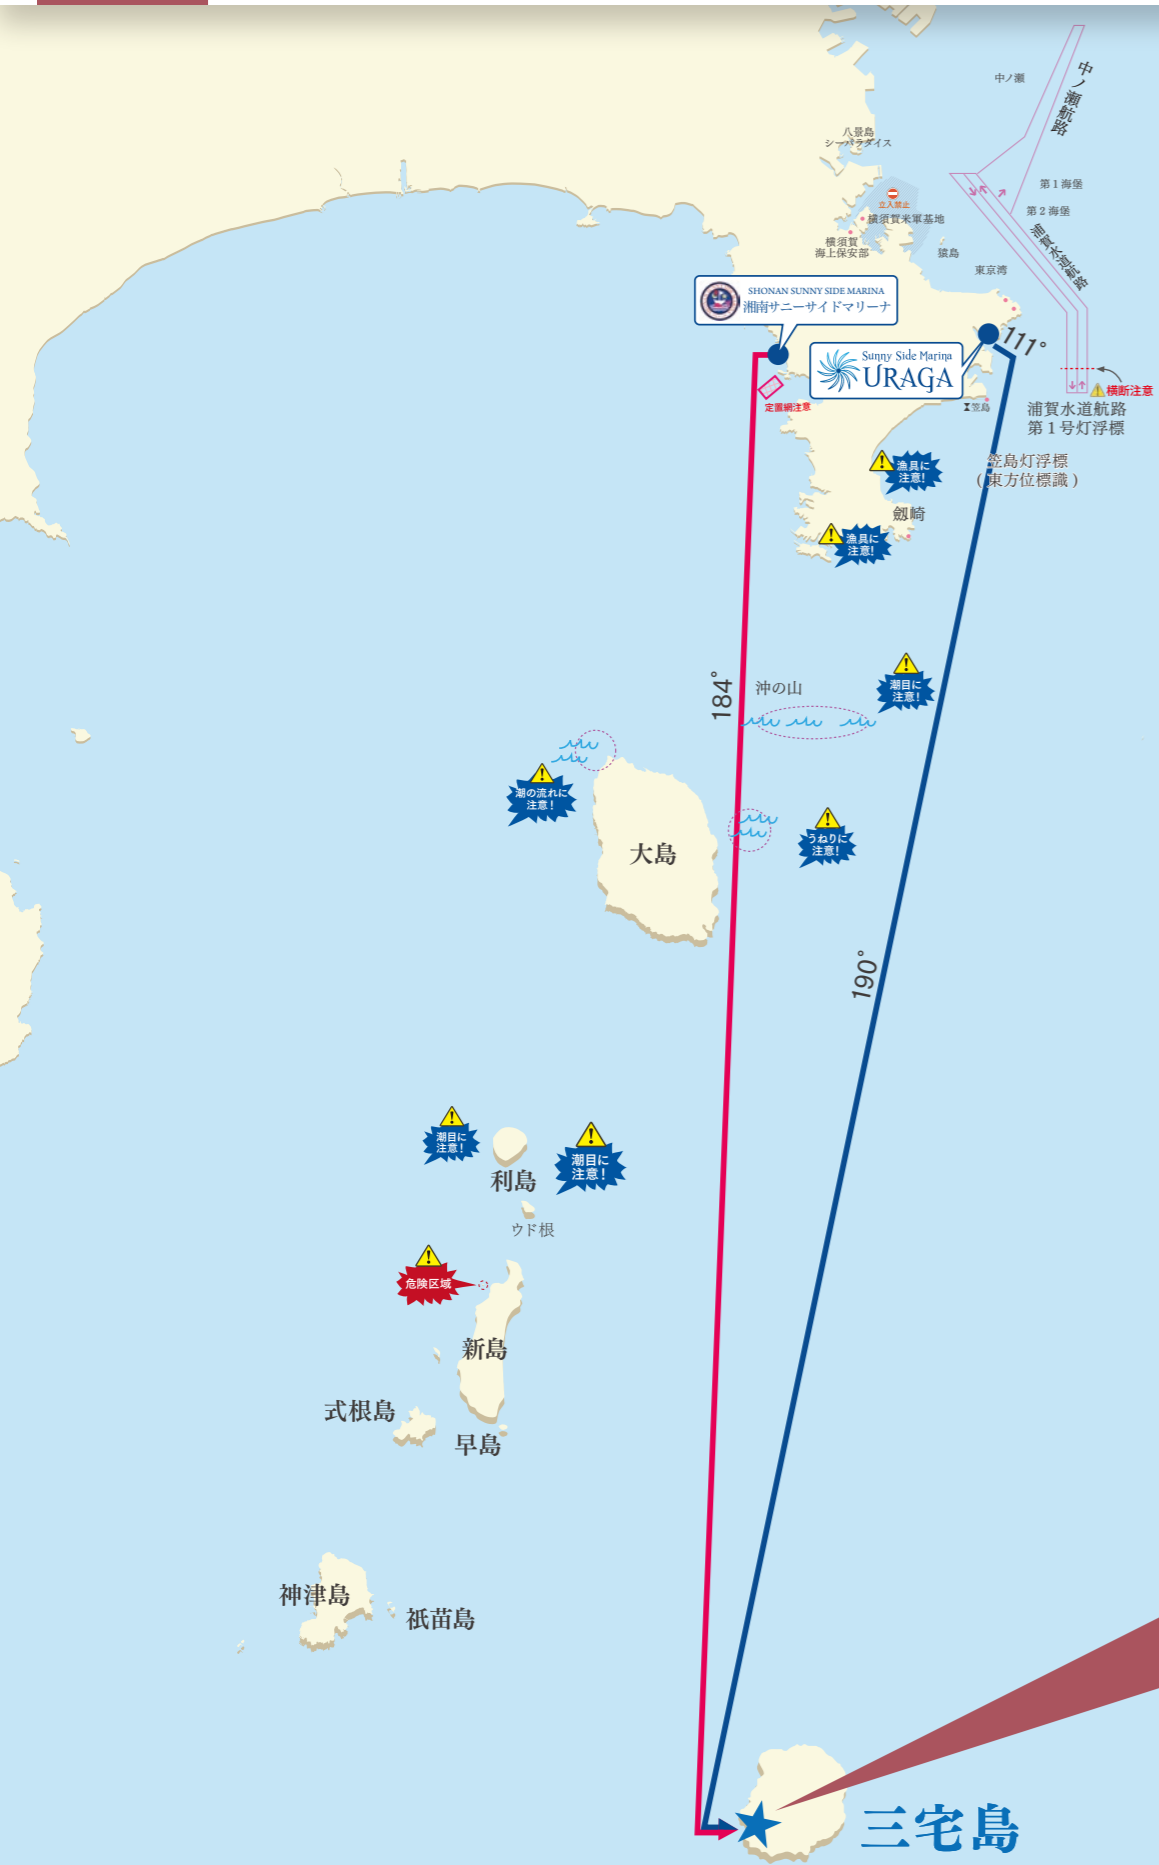 中ノ瀬
中ノ瀬航路
八景島
シーパラダイス
第1海堡
立入禁止
第2海堡
横須賀米軍基地
浦賀水道航路
横須賀
海上保安部
猿島
東京湾
SHONAN SUNNY SIDE MARINA
湘南サニーサイドマリーナ
111°
Sunny Side Marina
URAGA
横断注意
定置網注意
笠島
浦賀水道航路
第1号灯浮標
笠島灯浮標
(東方位標識)
漁具に
注意!
剱崎
漁具に
注意!
184°
沖の山
潮目に
注意!
潮の流れに
注意!
うねりに
注意!
大島
190°
潮目に
注意!
潮目に
注意!
利島
ウド根
危険区域
新島
式根島
早島
神津島
祇苗島
三宅島